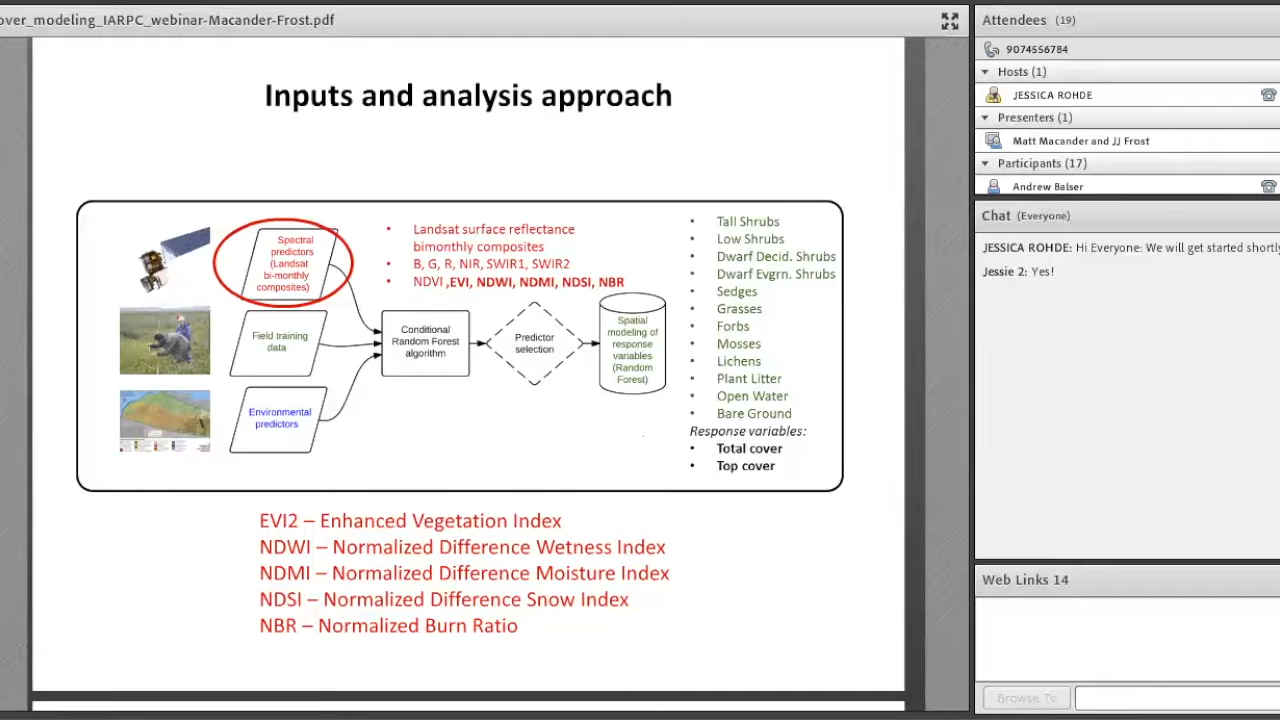 over_modeling_IARPC_webinar-Macander-Frost.pdf
Inputs and analysis approach
Spectral
predictors
(Landsat
bi-monthly
composites)
Field training
data
Environmental
predictors
• Landsat surface reflectance
bimonthly composites
• B, G, R, NIR, SWIR1, SWIR2
• NDVI ,EVI, NDWI, NDMI, NDSI, NBR
Conditional
Random Forest
algorithm
Predictor
selection
Spatial
modeling of
response
variables
(Random
Forest)
• Tall Shrubs
• Low Shrubs
• Dwarf Decid. Shrubs
• Dwarf Evgrn. Shrubs
• Sedges
• Grasses
• Forbs
• Mosses
• Lichens
• Plant Litter
• Open Water
• Bare Ground
Response variables:
• Total cover
• Top cover
EVI2 – Enhanced Vegetation Index
NDWI – Normalized Difference Wetness Index
NDMI – Normalized Difference Moisture Index
NDSI – Normalized Difference Snow Index
NBR – Normalized Burn Ratio
Attendees (19)
9074556784
Hosts (1)
JESSICA ROHDE
Presenters (1)
Matt Macander and JJ Frost
Participants (17)
Andrew Balser
Chat (Everyone)
JESSICA ROHDE: Hi Everyone: We will get started shortl
Jessie 2: Yes!
Web Links 14
Browse To